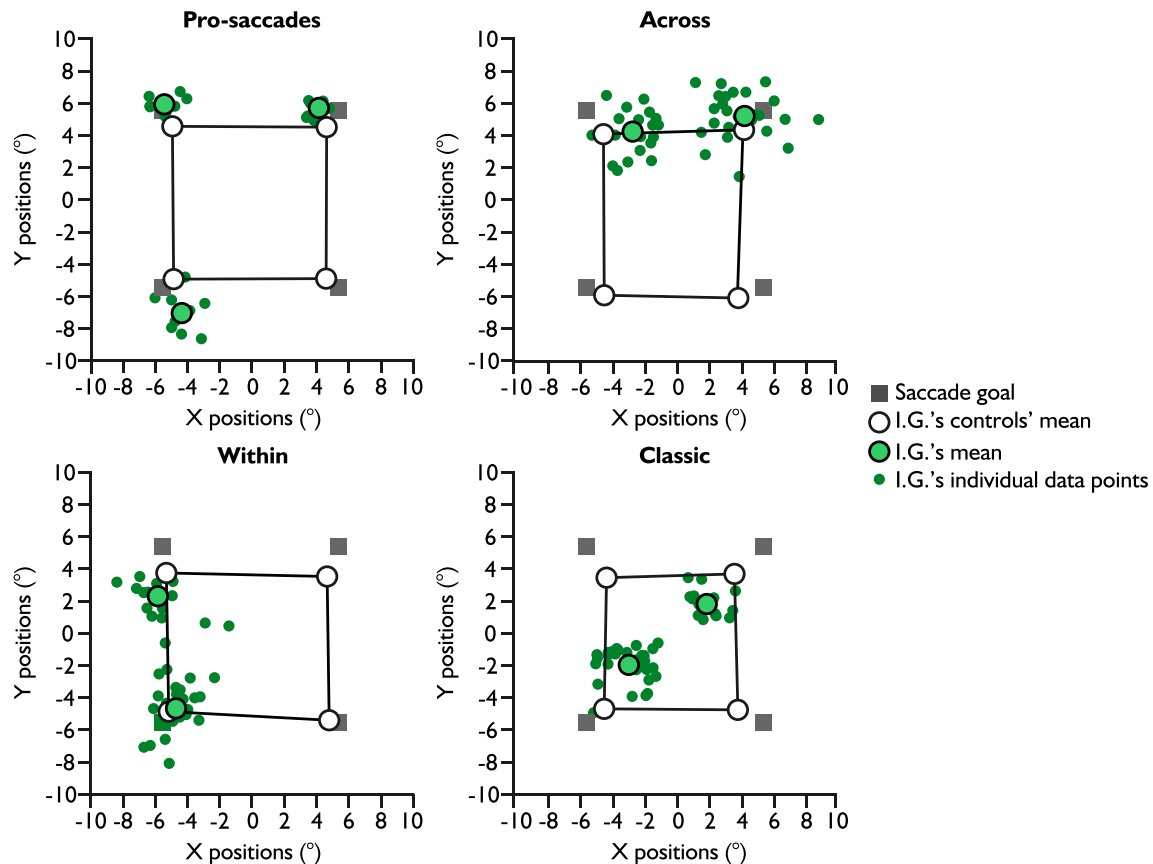 Pro-saccades
Across
10
8
6
4
2
0
-2
-4
-6
-8
-10
Y positions (°)
-10 -8 -6 -4 -2 0 2 4 6 8 10
X positions (°)
10
8
6
4
2
0
-2
-4
-6
-8
-10
Y positions (°)
-10 -8 -6 -4 -2 0 2 4 6 8 10
X positions (°)
Saccade goal
I.G.'s controls' mean
I.G.'s mean
I.G.'s individual data points
Within
Classic
10
8
6
4
2
0
-2
-4
-6
-8
-10
Y positions (°)
-10 -8 -6 -4 -2 0 2 4 6 8 10
X positions (°)
10
8
6
4
2
0
-2
-4
-6
-8
-10
Y positions (°)
-10 -8 -6 -4 -2 0 2 4 6 8 10
X positions (°)